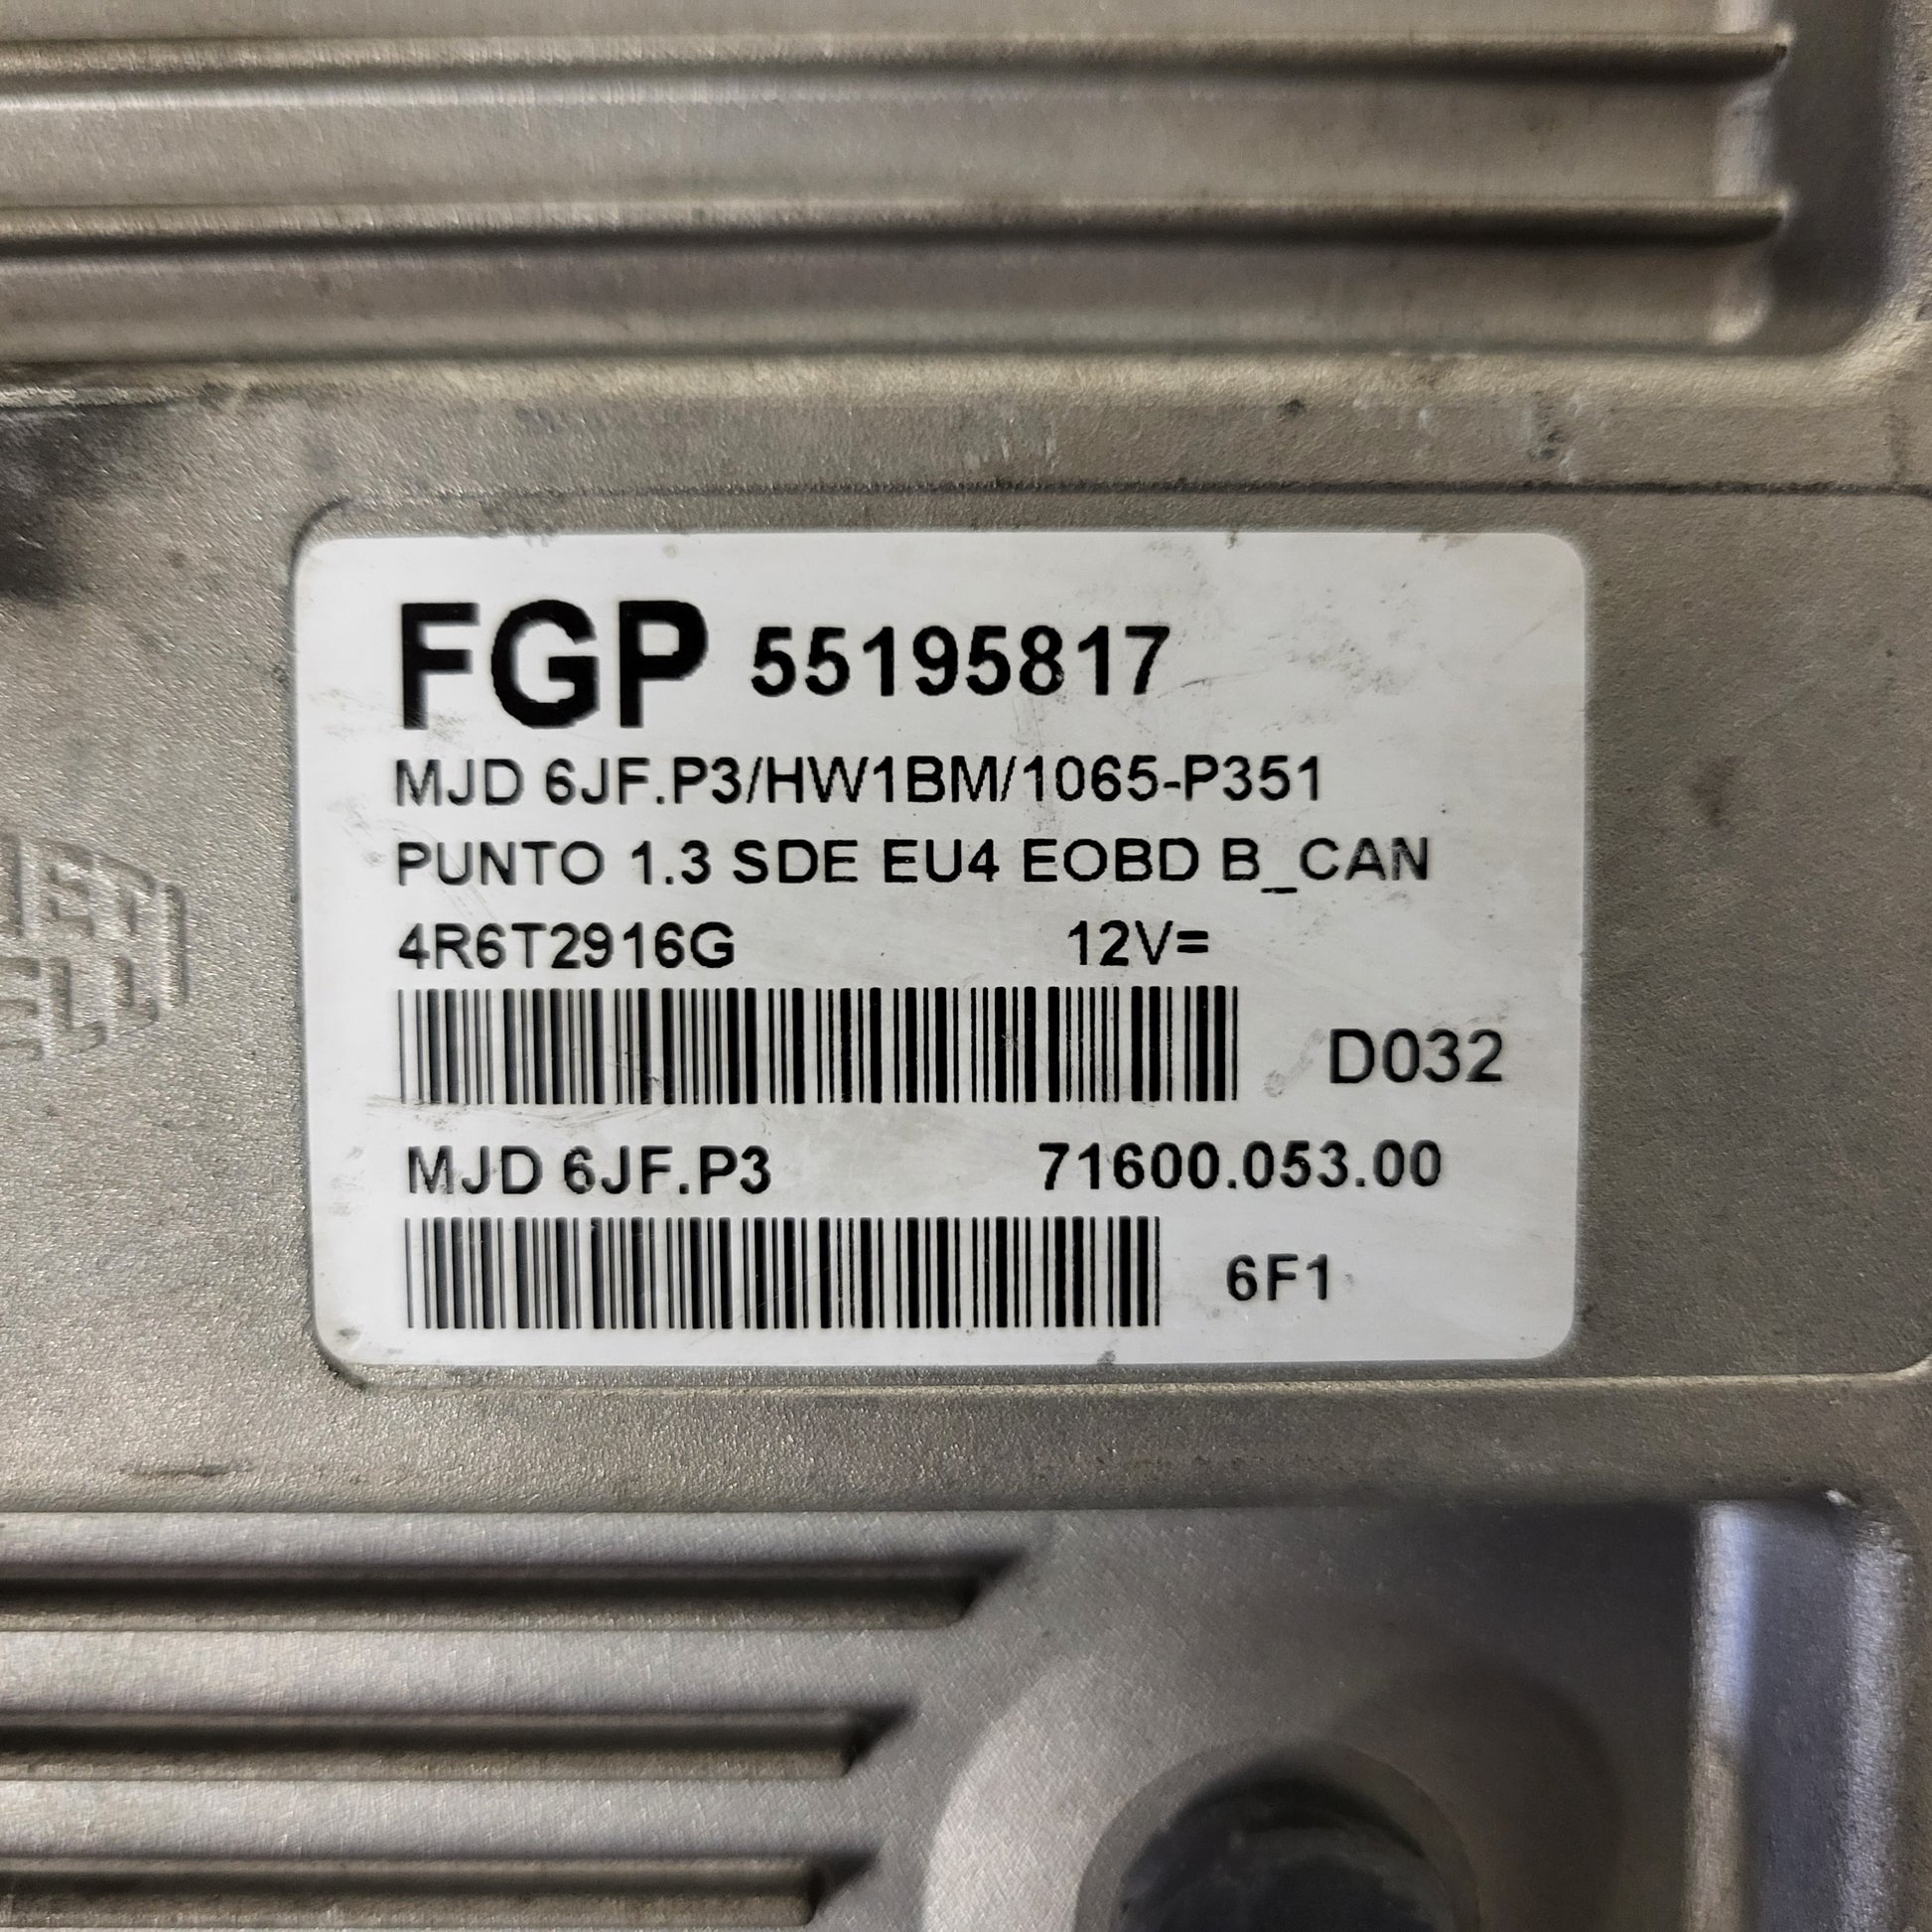 FGP 55195817
MJD 6JF.P3/HW1BM/1065-P351
PUNTO 1.3 SDE EU4 EOBD B_CAN
4R6T2916G 12V=
D032
MJD 6JF.P3 71600.053.00
6F1